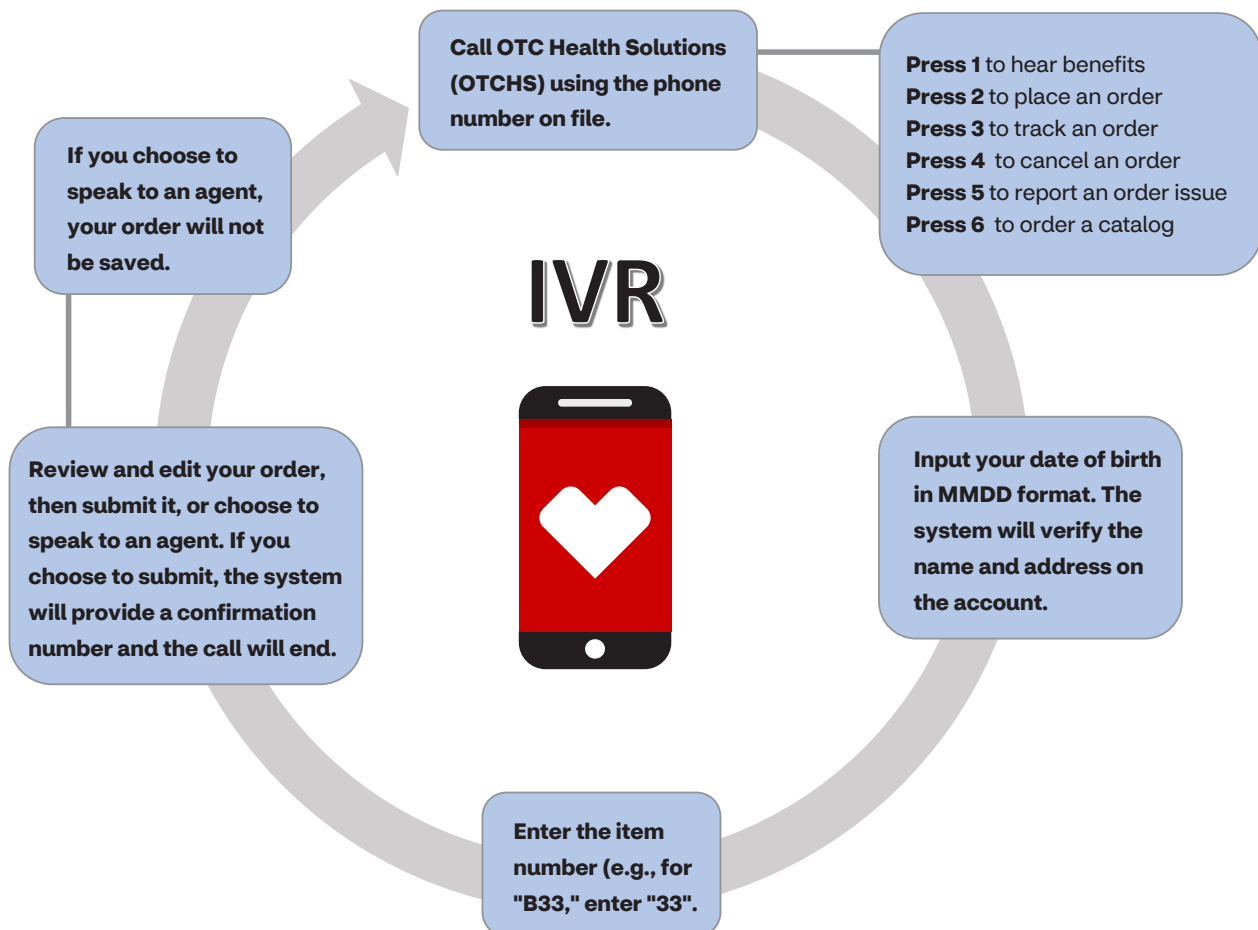 Call OTC Health Solutions
(OTCHS) using the phone
number on file.
Press 1 to hear benefits
Press 2 to place an order
Press 3 to track an order
Press 4 to cancel an order
Press 5 to report an order issue
Press 6 to order a catalog
Input your date of birth
in MMDD format. The
system will verify the
name and address on
the account.
Enter the item
number (e.g., for
"B33," enter "33".
Review and edit your order,
then submit it, or choose to
speak to an agent. If you
choose to submit, the system
will provide a confirmation
number and the call will end.
If you choose to
speak to an agent,
your order will not
be saved.
IVR